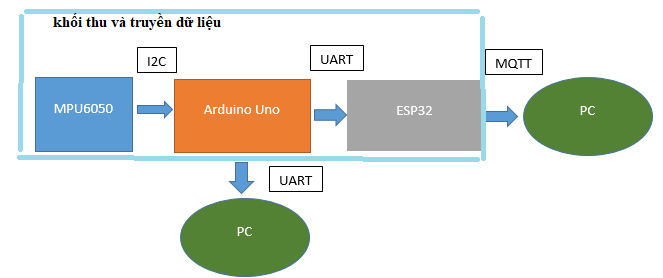 khối thu và truyền dữ liệu
I2C
UART
MQTT
MPU6050
Arduino Uno
ESP32
PC
UART
PC